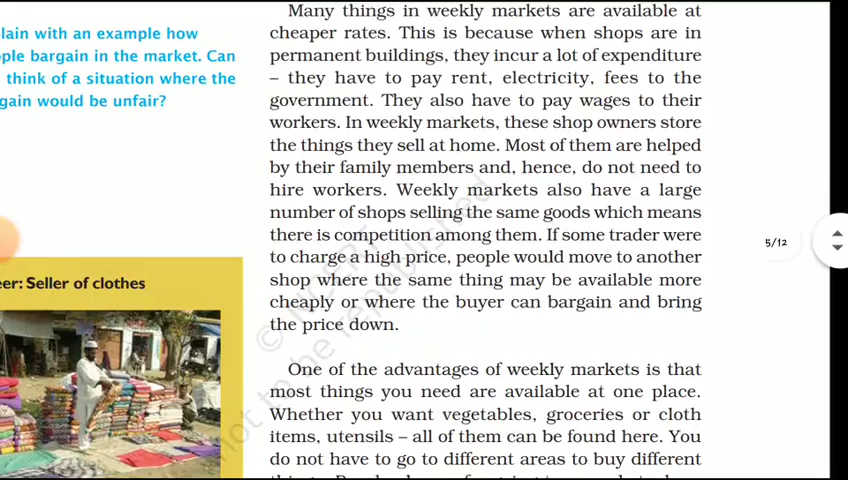 lain with an example how
ple bargain in the market. Can
think of a situation where the
gain would be unfair?
Many things in weekly markets are available at
cheaper rates. This is because when shops are in
permanent buildings, they incur a lot of expenditure
– they have to pay rent, electricity, fees to the
government. They also have to pay wages to their
workers. In weekly markets, these shop owners store
the things they sell at home. Most of them are helped
by their family members and, hence, do not need to
hire workers. Weekly markets also have a large
number of shops selling the same goods which means
there is competition among them. If some trader were
to charge a high price, people would move to another
shop where the same thing may be available more
cheaply or where the buyer can bargain and bring
the price down.
One of the advantages of weekly markets is that
most things you need are available at one place.
Whether you want vegetables, groceries or cloth
items, utensils – all of them can be found here. You
do not have to go to different areas to buy different
eer: Seller of clothes
5/12
© NCERT
not to be republished